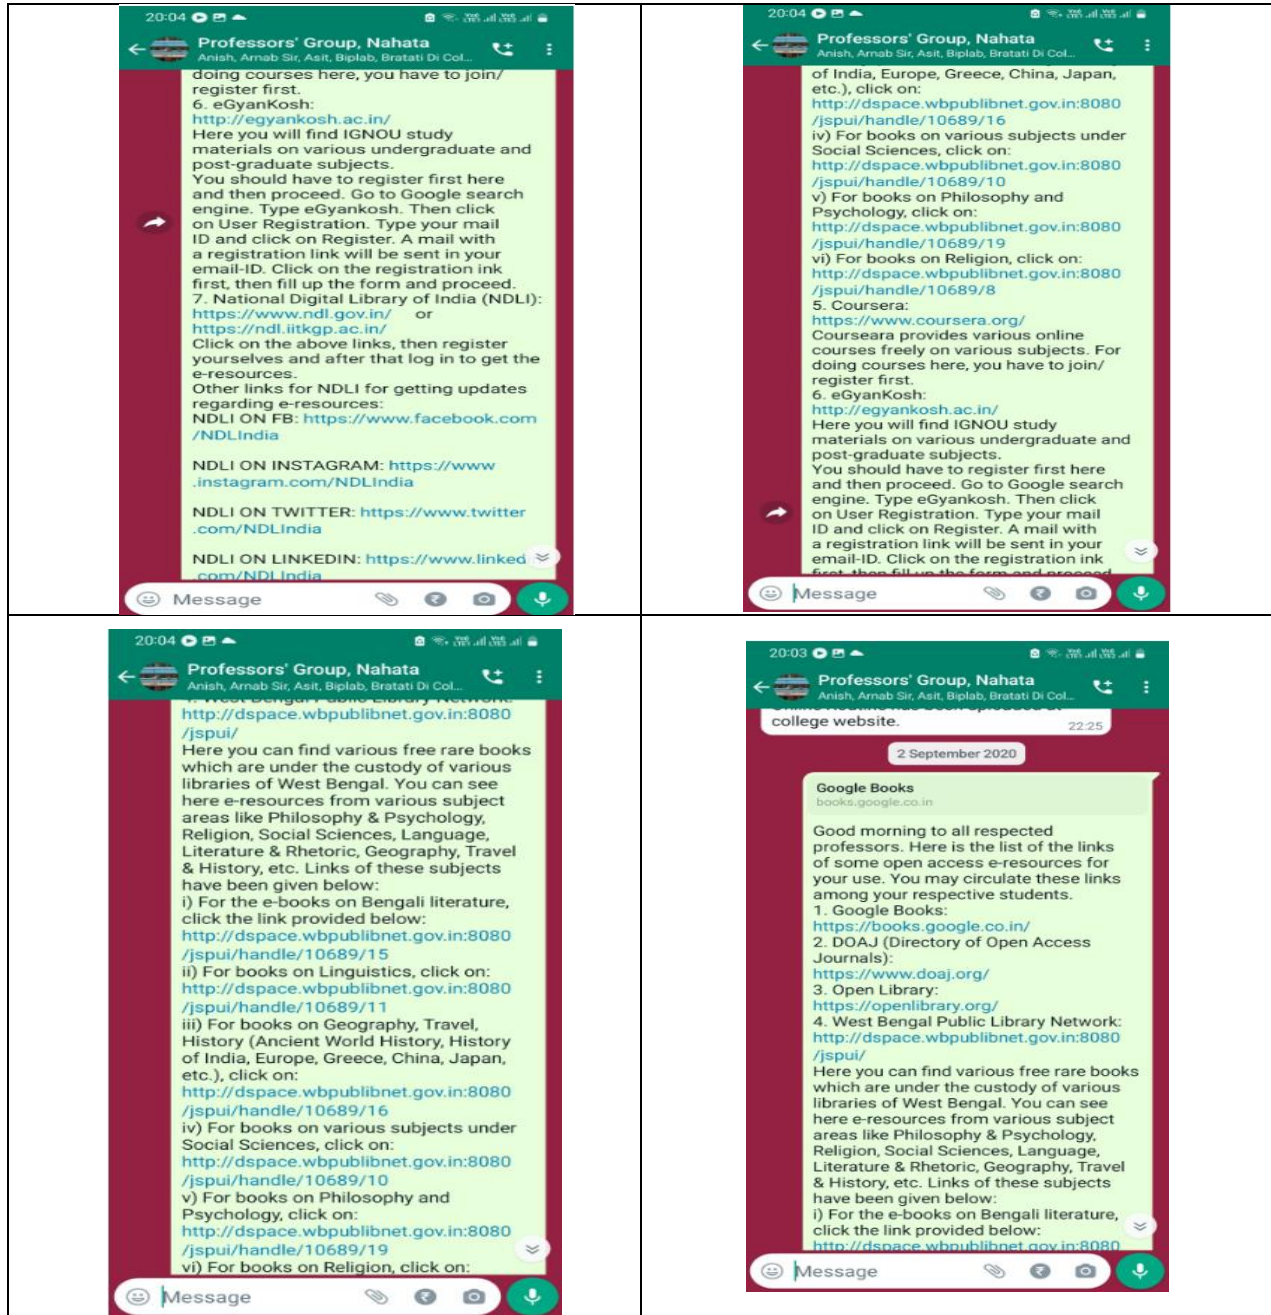 20:04
Professors' Group, Nahata
Anish, Arnab Sir, Asit, Biplab, Bratati Di Col...
doing courses here, you have to join/
register first.
6. eGyanKosh:
http://egyankosh.ac.in/
Here you will find IGNOU study
materials on various undergraduate and
post-graduate subjects.
You should have to register first here
and then proceed. Go to Google search
engine. Type eGyankosh. Then click
on User Registration. Type your mail
ID and click on Register. A mail with
a registration link will be sent in your
email-ID. Click on the registration ink
first, then fill up the form and proceed.
7. National Digital Library of India (NDLI):
https://www.ndl.gov.in/ or
https://ndl.iitkgp.ac.in/
Click on the above links, then register
yourselves and after that log in to get the
e-resources.
Other links for NDLI for getting updates
regarding e-resources:
NDLI ON FB: https://www.facebook.com
/NDLIndia
NDLI ON INSTAGRAM: https://www
.instagram.com/NDLIndia
NDLI ON TWITTER: https://www.twitter
.com/NDLIndia
NDLI ON LINKEDIN: https://www.linked
.com/NDLIndia
Message
20:04
Professors' Group, Nahata
Anish, Arnab Sir, Asit, Biplab, Bratati Di Col...
of India, Europe, Greece, China, Japan,
etc.), click on:
http://dspace.wbpublibnet.gov.in:8080
/jspui/handle/10689/16
iv) For books on various subjects under
Social Sciences, click on:
http://dspace.wbpublibnet.gov.in:8080
/jspui/handle/10689/10
v) For books on Philosophy and
Psychology, click on:
http://dspace.wbpublibnet.gov.in:8080
/jspui/handle/10689/19
vi) For books on Religion, click on:
http://dspace.wbpublibnet.gov.in:8080
/jspui/handle/10689/8
5. Coursera:
https://www.coursera.org/
Courseara provides various online
courses freely on various subjects. For
doing courses here, you have to join/
register first.
6. eGyanKosh:
http://egyankosh.ac.in/
Here you will find IGNOU study
materials on various undergraduate and
post-graduate subjects.
You should have to register first here
and then proceed. Go to Google search
engine. Type eGyankosh. Then click
on User Registration. Type your mail
ID and click on Register. A mail with
a registration link will be sent in your
email-ID. Click on the registration ink
first, then fill up the form and proceed
Message
20:04
Professors' Group, Nahata
Anish, Arnab Sir, Asit, Biplab, Bratati Di Col...
4. West Bengal Public Library Network:
http://dspace.wbpublibnet.gov.in:8080
/jspui/
Here you can find various free rare books
which are under the custody of various
libraries of West Bengal. You can see
here e-resources from various subject
areas like Philosophy & Psychology,
Religion, Social Sciences, Language,
Literature & Rhetoric, Geography, Travel
& History, etc. Links of these subjects
have been given below:
i) For the e-books on Bengali literature,
click the link provided below:
http://dspace.wbpublibnet.gov.in:8080
/jspui/handle/10689/15
ii) For books on Linguistics, click on:
http://dspace.wbpublibnet.gov.in:8080
/jspui/handle/10689/11
iii) For books on Geography, Travel,
History (Ancient World History, History
of India, Europe, Greece, China, Japan,
etc.), click on:
http://dspace.wbpublibnet.gov.in:8080
/jspui/handle/10689/16
iv) For books on various subjects under
Social Sciences, click on:
http://dspace.wbpublibnet.gov.in:8080
/jspui/handle/10689/10
v) For books on Philosophy and
Psychology, click on:
http://dspace.wbpublibnet.gov.in:8080
/jspui/handle/10689/19
vi) For books on Religion, click on:
Message
20:03
Professors' Group, Nahata
Anish, Arnab Sir, Asit, Biplab, Bratati Di Col...
college website.
22:25
2 September 2020
Google Books
books.google.co.in
Good morning to all respected
professors. Here is the list of the links
of some open access e-resources for
your use. You may circulate these links
among your respective students.
1. Google Books:
https://books.google.co.in/
2. DOAJ (Directory of Open Access
Journals):
https://www.doaj.org/
3. Open Library:
https://openlibrary.org/
4. West Bengal Public Library Network:
http://dspace.wbpublibnet.gov.in:8080
/jspui/
Here you can find various free rare books
which are under the custody of various
libraries of West Bengal. You can see
here e-resources from various subject
areas like Philosophy & Psychology,
Religion, Social Sciences, Language,
Literature & Rhetoric, Geography, Travel
& History, etc. Links of these subjects
have been given below:
i) For the e-books on Bengali literature,
click the link provided below:
http://dspace.wbpublibnet.gov.in:8080
Message